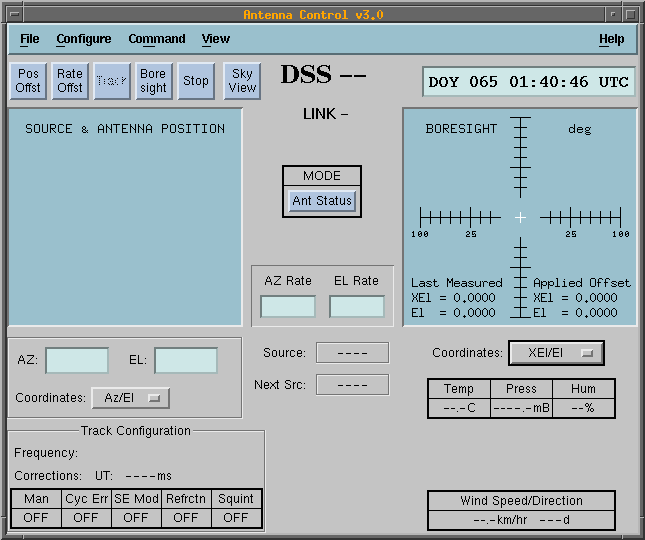 Antenna Control v3.0
File Configure Command View Help
Pos Offst
Rate Offst
Track
Bore sight
Stop
Sky View
DSS --
DOY 065 01:40:46 UTC
LINK -
SOURCE & ANTENNA POSITION
BORESIGHT deg
MODE
Ant Status
100 25 25 100
AZ Rate EL Rate
Last Measured Applied Offset
XEl = 0.0000 XEl = 0.0000
El = 0.0000 El = 0.0000
AZ: EL:
Coordinates: Az/El
Source: ----
Next Src: ----
Coordinates: XEl/El
Temp Press Hum
--.-C ----.-mB --%
Track Configuration
Frequency:
Corrections: UT: ----ms
Man Cyc Err SE Mod Refrctn Squint
OFF OFF OFF OFF OFF
Wind Speed/Direction
--.-km/hr ---d